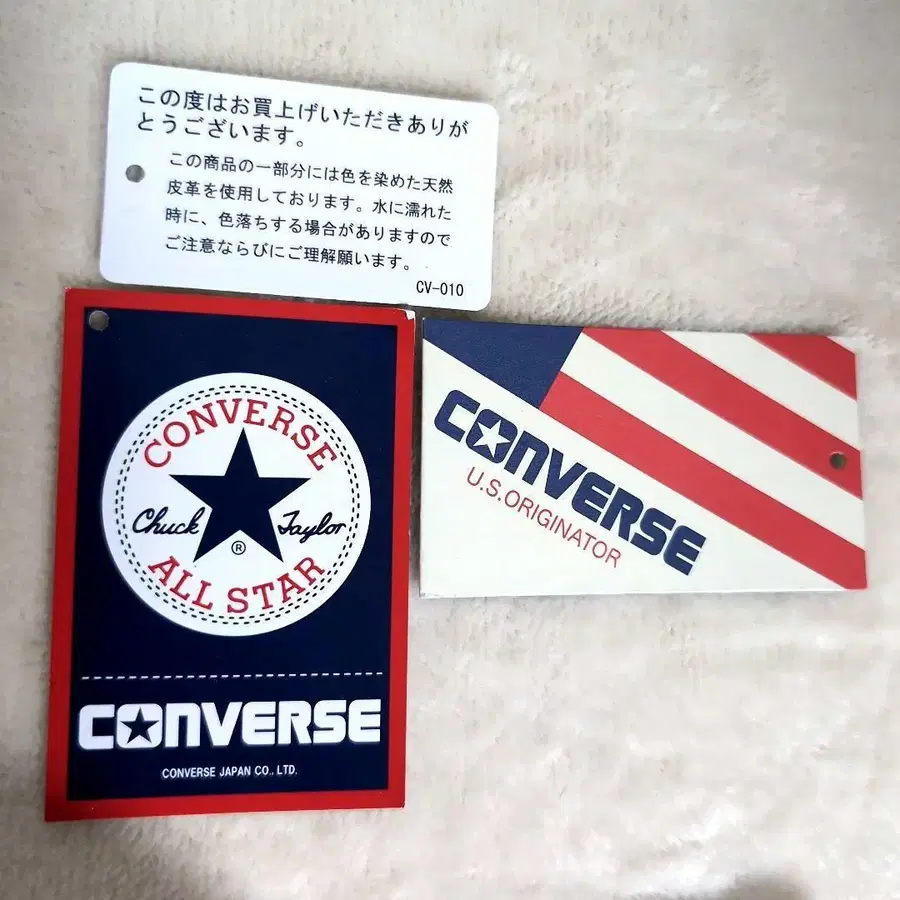 この度はお買上げいただきありが
とうございます。
この商品の一部分には色を染めた天然
皮革を使用しております。水に濡れた
時に、色落ちする場合がありますので
ご注意ならびにご理解願います。
CV-010
CONVERSE
Chuck Taylor
®
ALL STAR
CONVERSE
CONVERSE JAPAN CO., LTD.
CONVERSE
U.S.ORIGINATOR